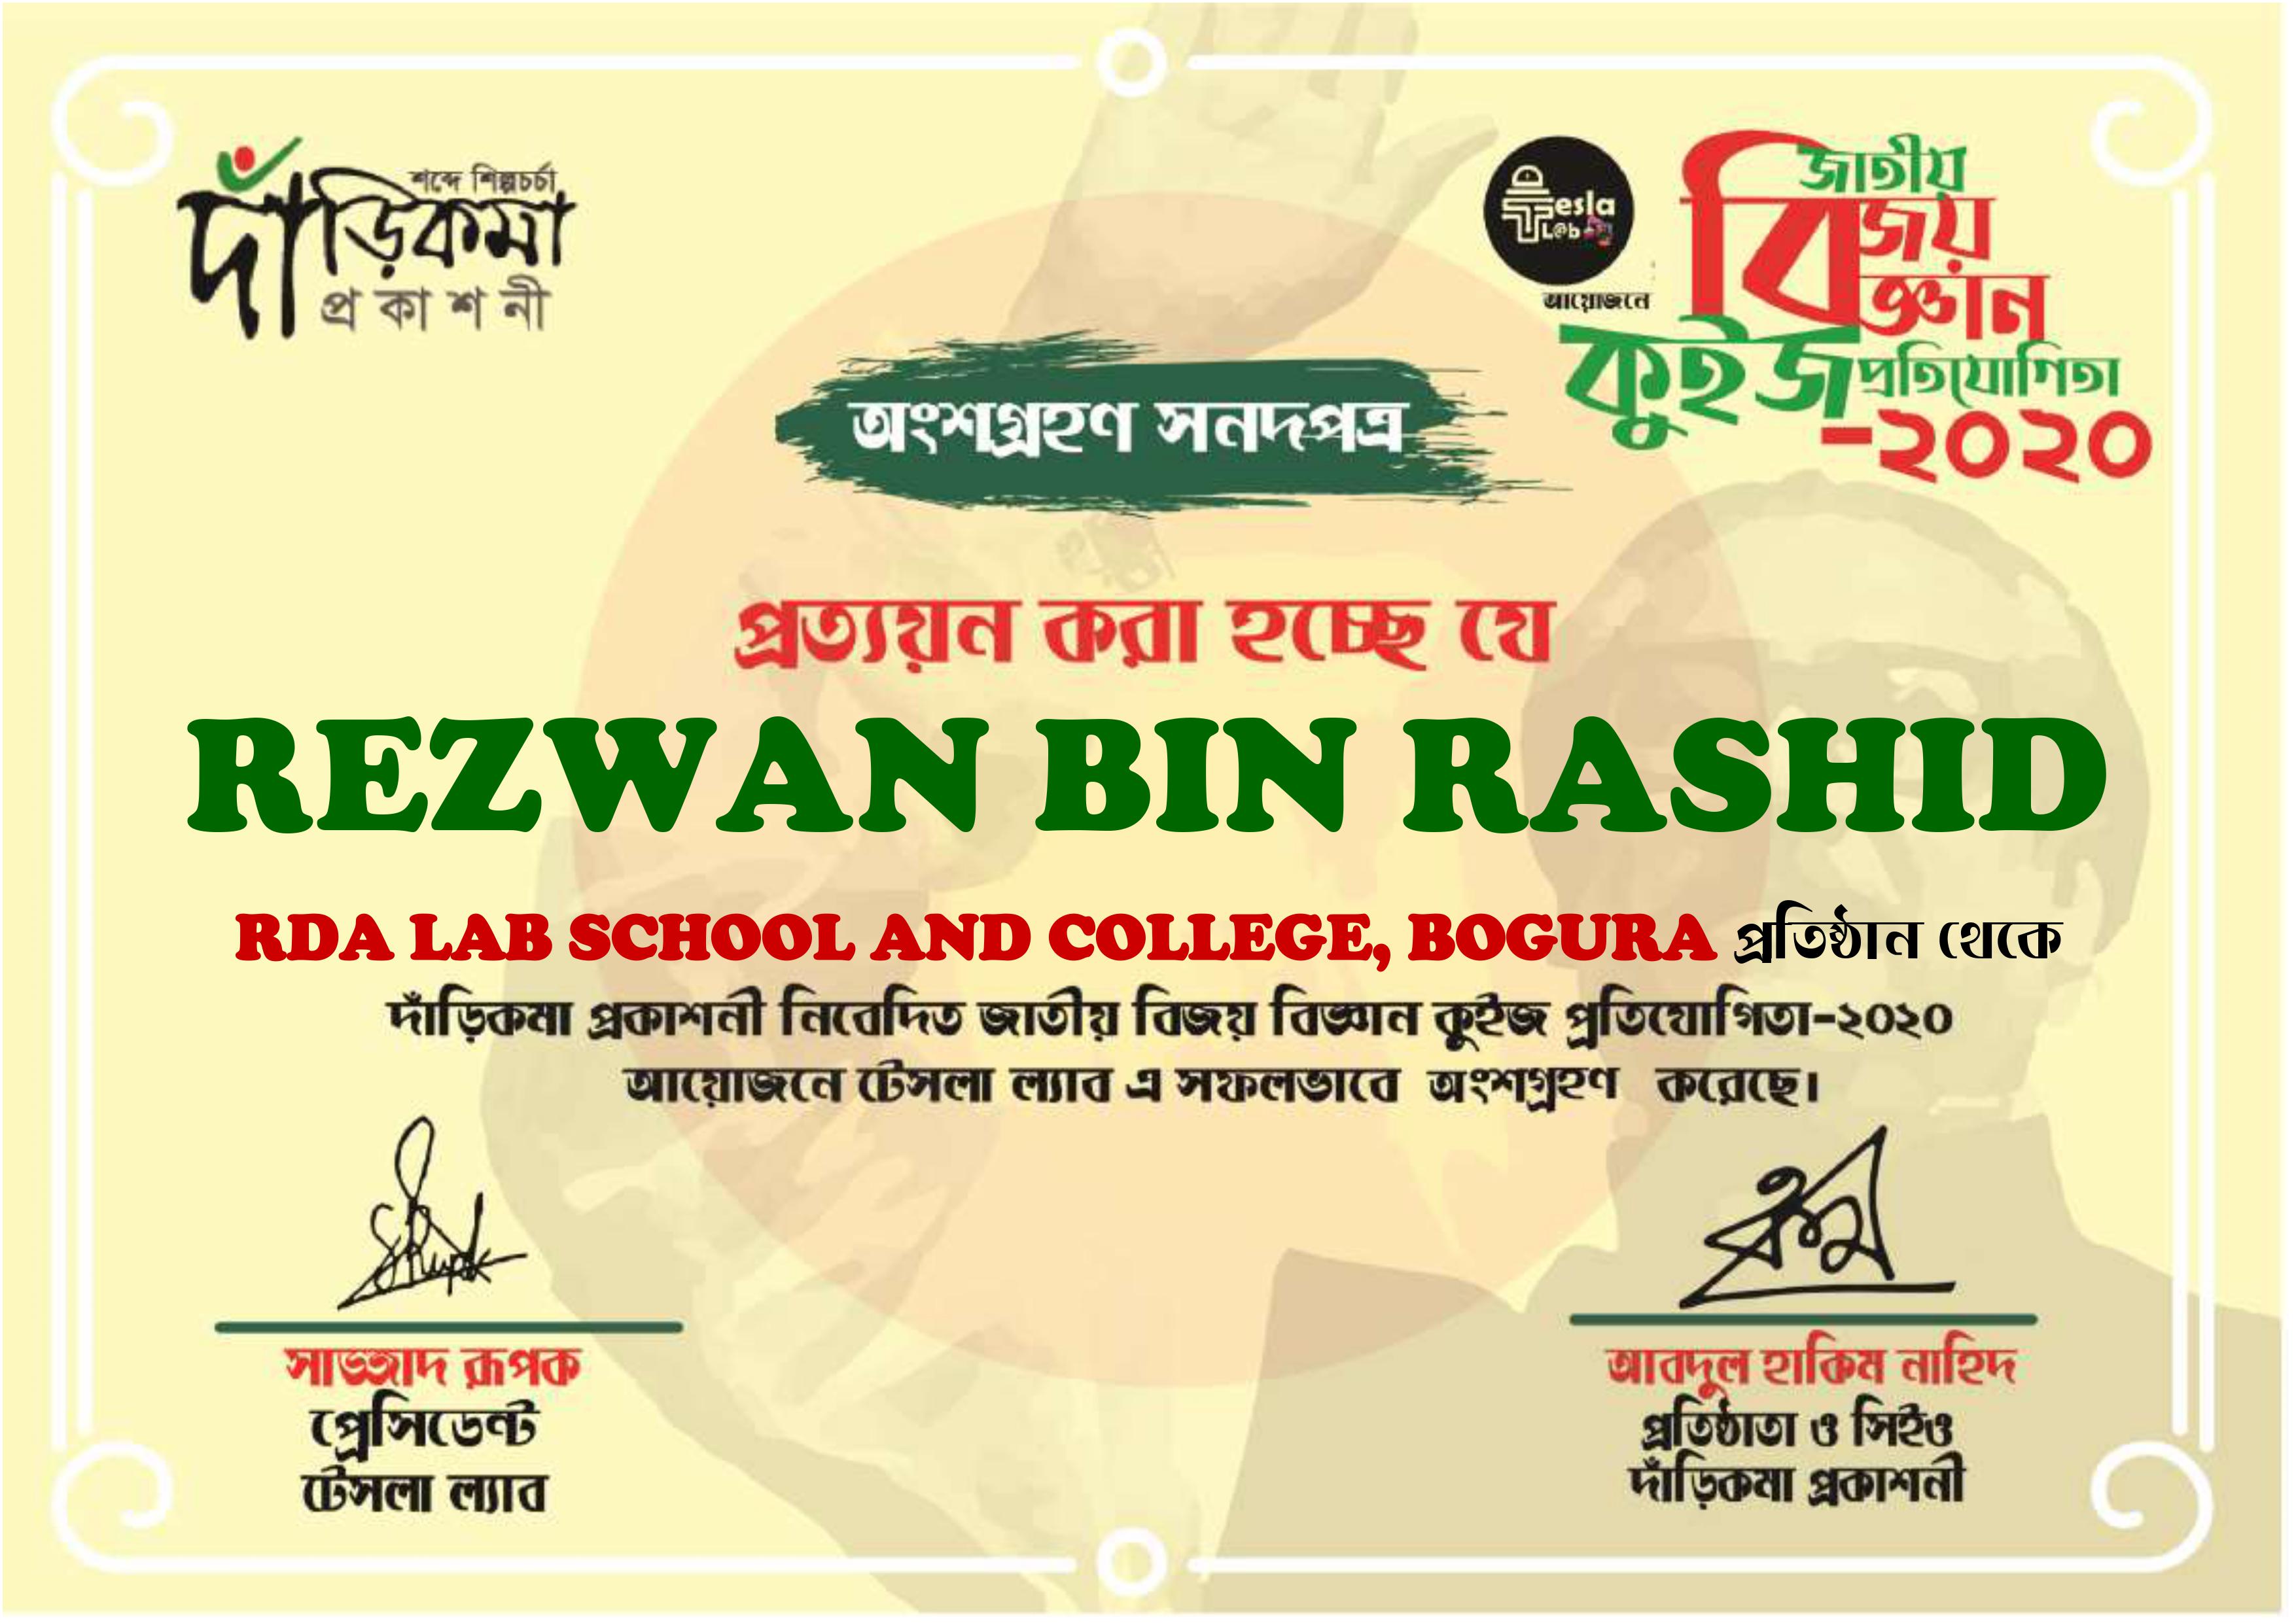 শব্দে শিল্পচর্চা
দাঁড়িকমা
প্রকাশনী
Tesla
L@b
আয়োজনে
জাতীয়
বিজয়
বিজ্ঞান
কুইজ প্রতিযোগিতা
-২০২০
অংশগ্রহণ সনদপত্র
প্রত্যয়ন করা হচ্ছে যে
REZWAN BIN RASHID
RDA LAB SCHOOL AND COLLEGE, BOGURA প্রতিষ্ঠান থেকে
দাঁড়িকমা প্রকাশনী নিবেদিত জাতীয় বিজয় বিজ্ঞান কুইজ প্রতিযোগিতা-২০২০
আয়োজনে টেসলা ল্যাব এ সফলভাবে অংশগ্রহণ করেছে।
সাজ্জাদ রূপক
প্রেসিডেন্ট
টেসলা ল্যাব
আবদুল হাকিম নাহিদ
প্রতিষ্ঠাতা ও সিইও
দাঁড়িকমা প্রকাশনী